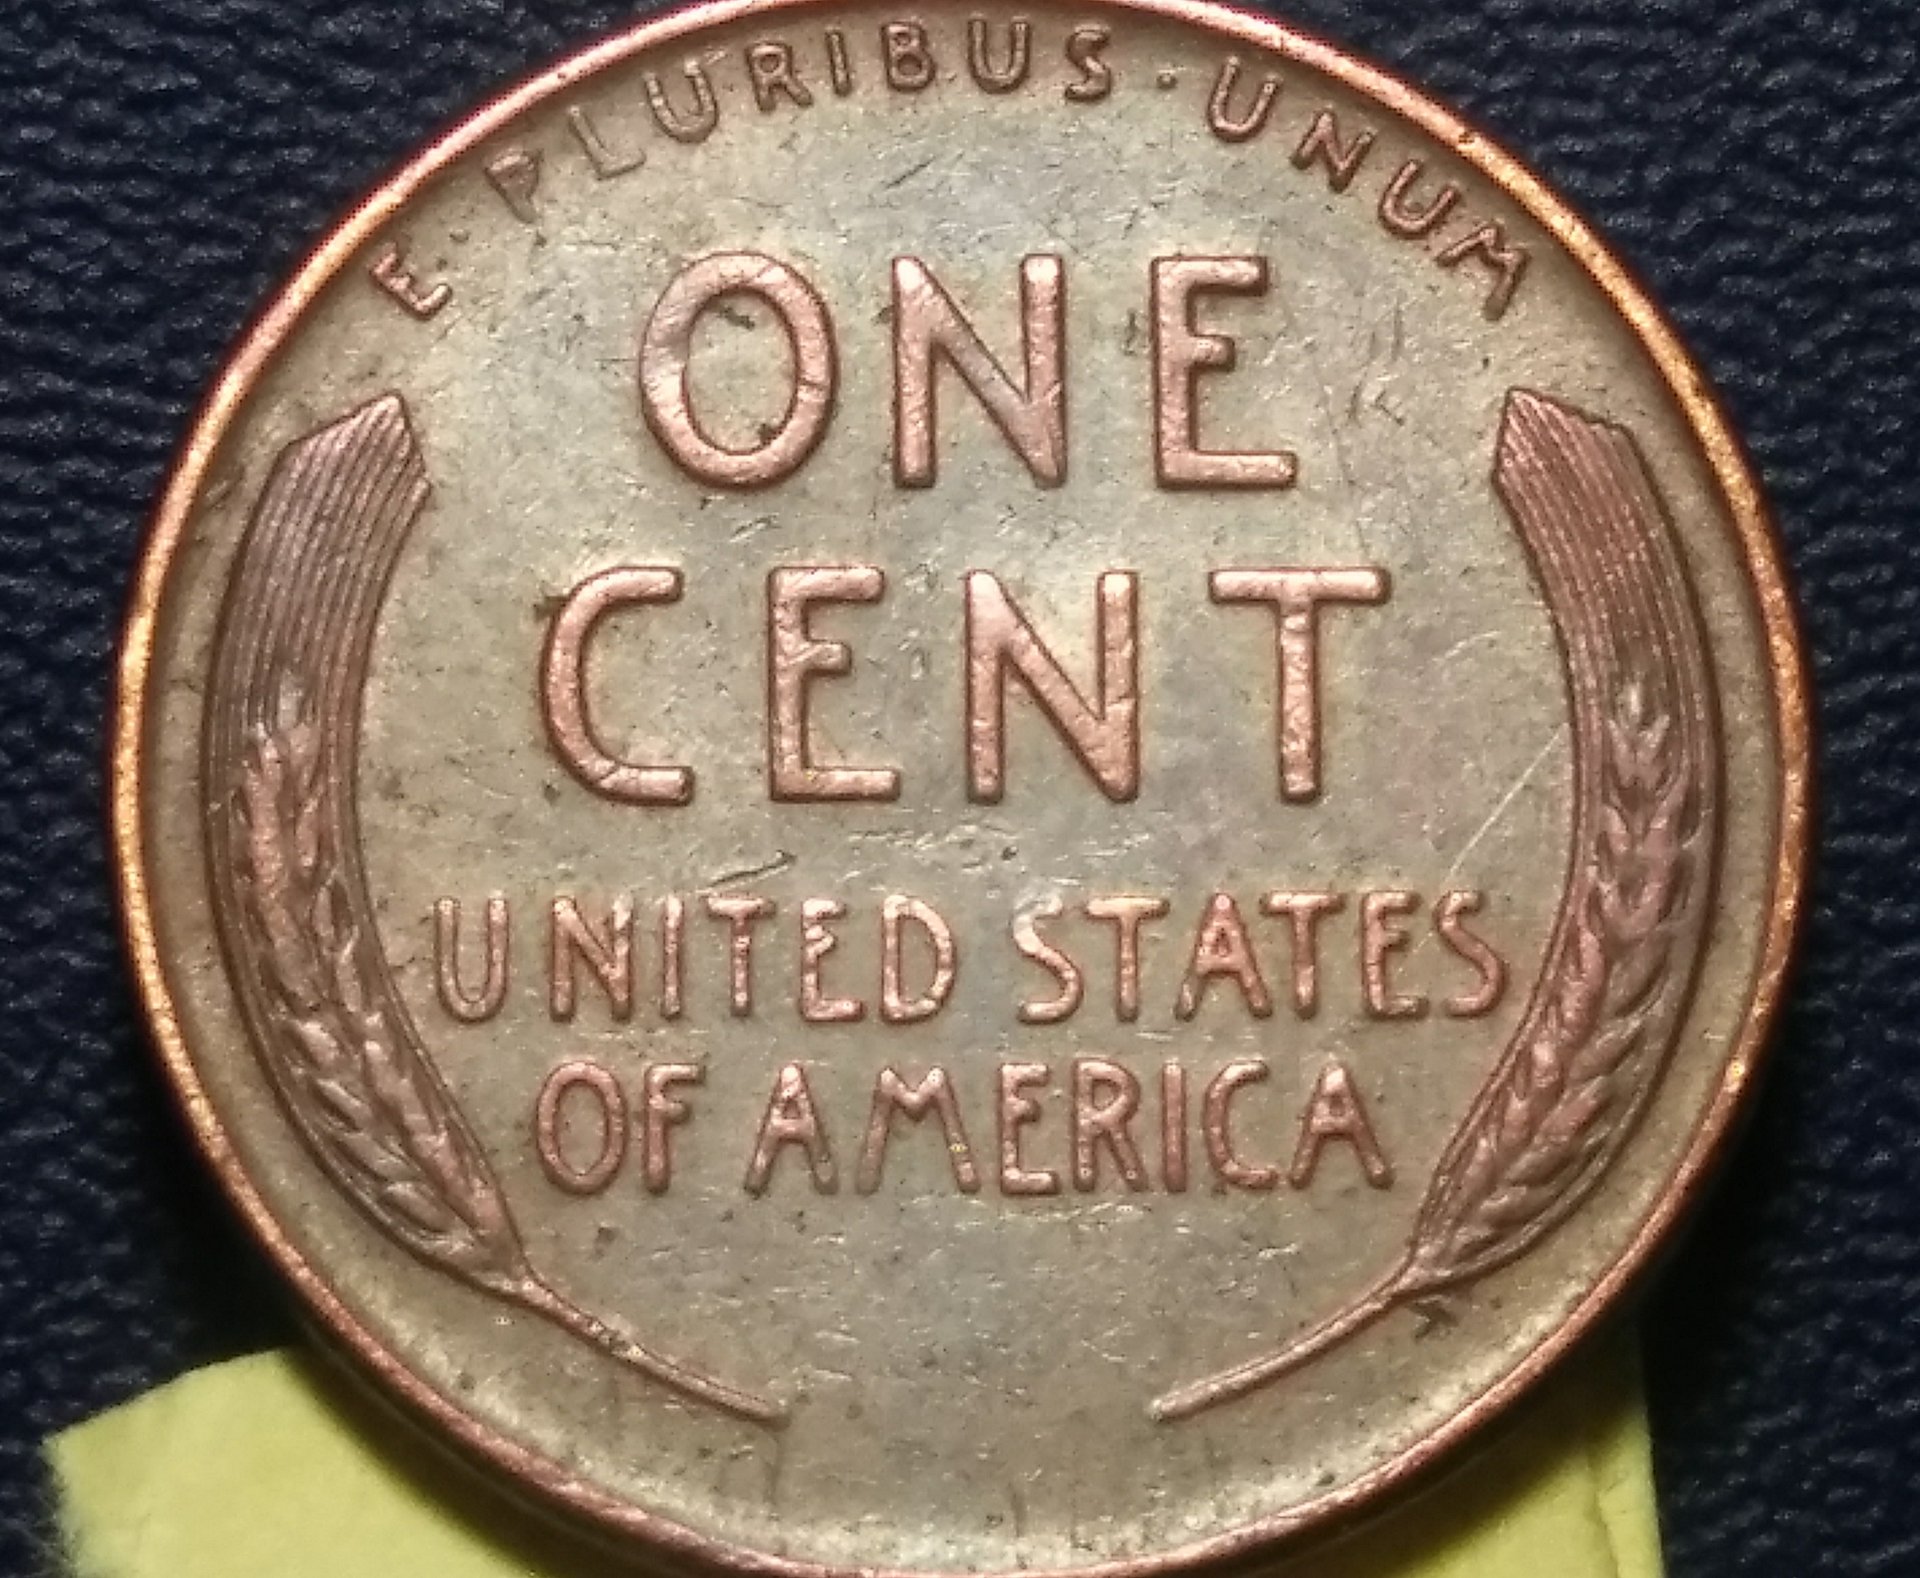 E · PLURIBUS · UNUM
ONE
CENT
UNITED STATES
OF AMERICA